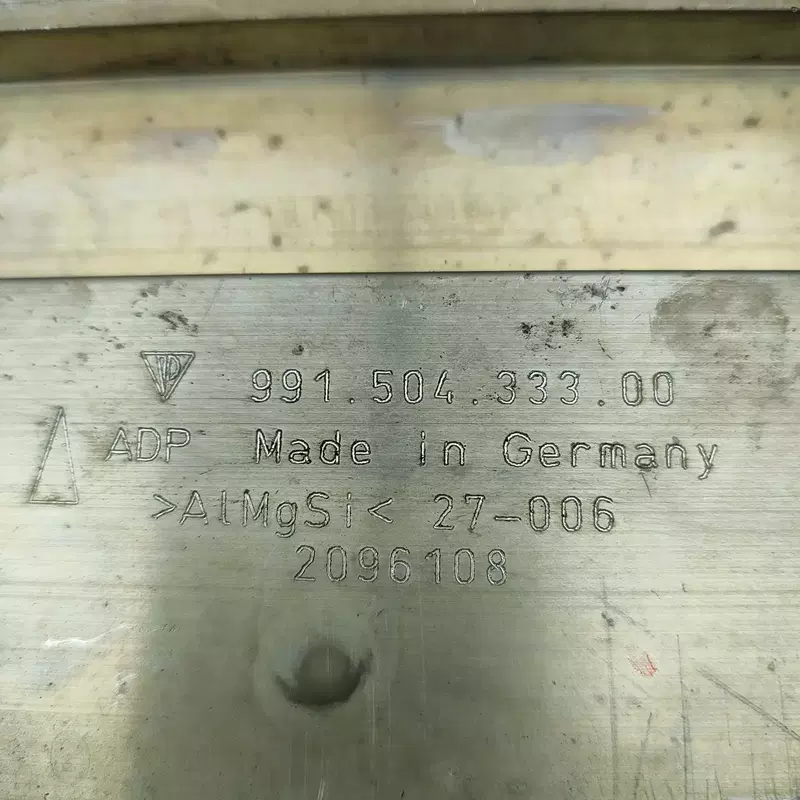 991.504.333.00
ADP Made in Germany
>AlMgSi< 27-006
2096108